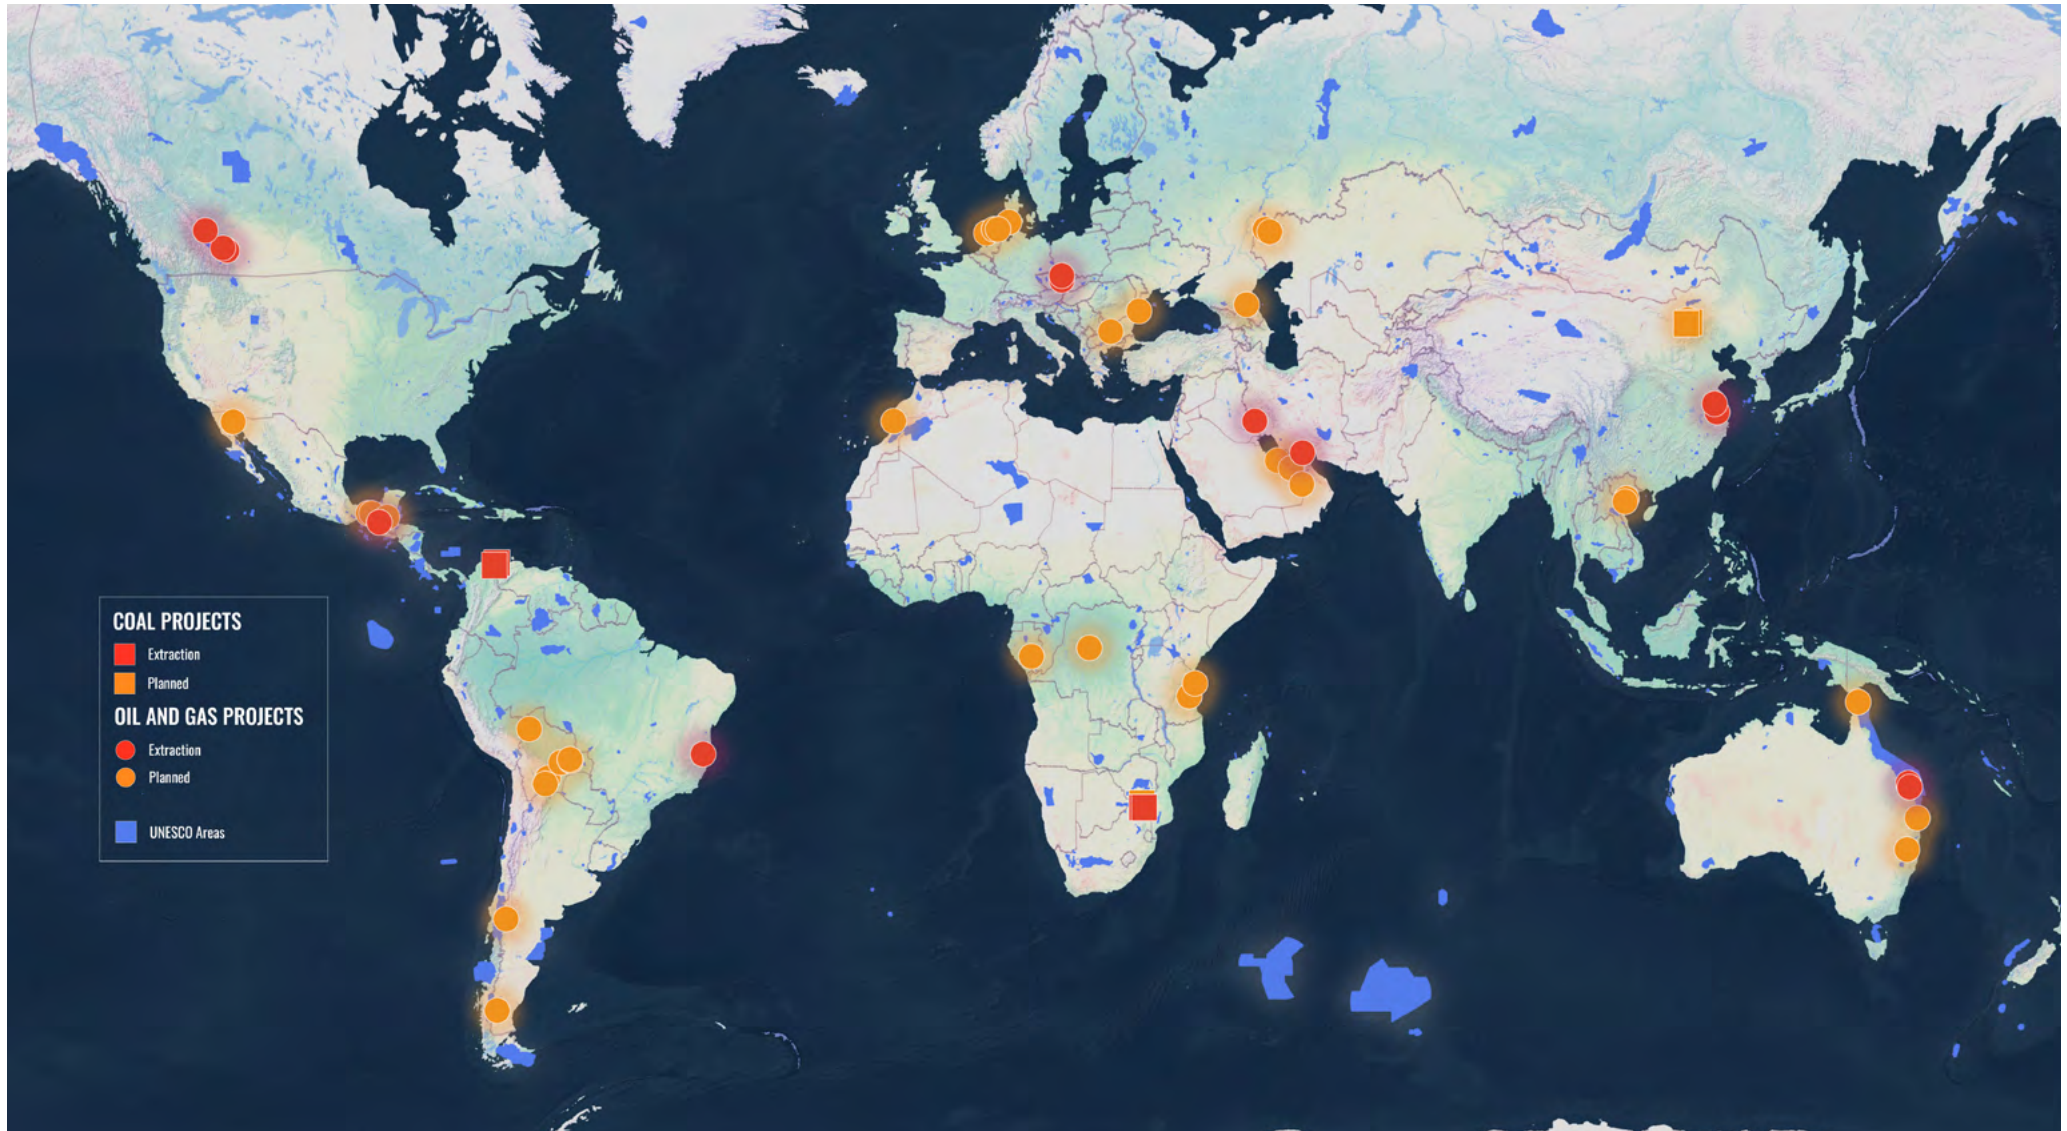 COAL PROJECTS
Extraction
Planned
OIL AND GAS PROJECTS
Extraction
Planned
UNESCO Areas